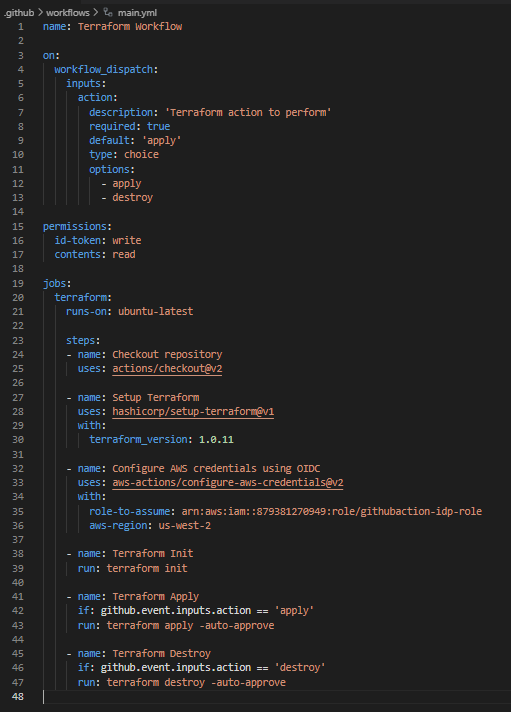 .github > workflows > main.yml
1 name: Terraform Workflow
2
3 on:
4   workflow_dispatch:
5     inputs:
6       action:
7         description: 'Terraform action to perform'
8         required: true
9         default: 'apply'
10         type: choice
11         options:
12           - apply
13           - destroy
14
15 permissions:
16   id-token: write
17   contents: read
18
19 jobs:
20   terraform:
21     runs-on: ubuntu-latest
22
23     steps:
24     - name: Checkout repository
25       uses: actions/checkout@v2
26
27     - name: Setup Terraform
28       uses: hashicorp/setup-terraform@v1
29       with:
30         terraform_version: 1.0.11
31
32     - name: Configure AWS credentials using OIDC
33       uses: aws-actions/configure-aws-credentials@v2
34       with:
35         role-to-assume: arn:aws:iam::879381270949:role/githubaction-idp-role
36         aws-region: us-west-2
37
38     - name: Terraform Init
39       run: terraform init
40
41     - name: Terraform Apply
42       if: github.event.inputs.action == 'apply'
43       run: terraform apply -auto-approve
44
45     - name: Terraform Destroy
46       if: github.event.inputs.action == 'destroy'
47       run: terraform destroy -auto-approve
48